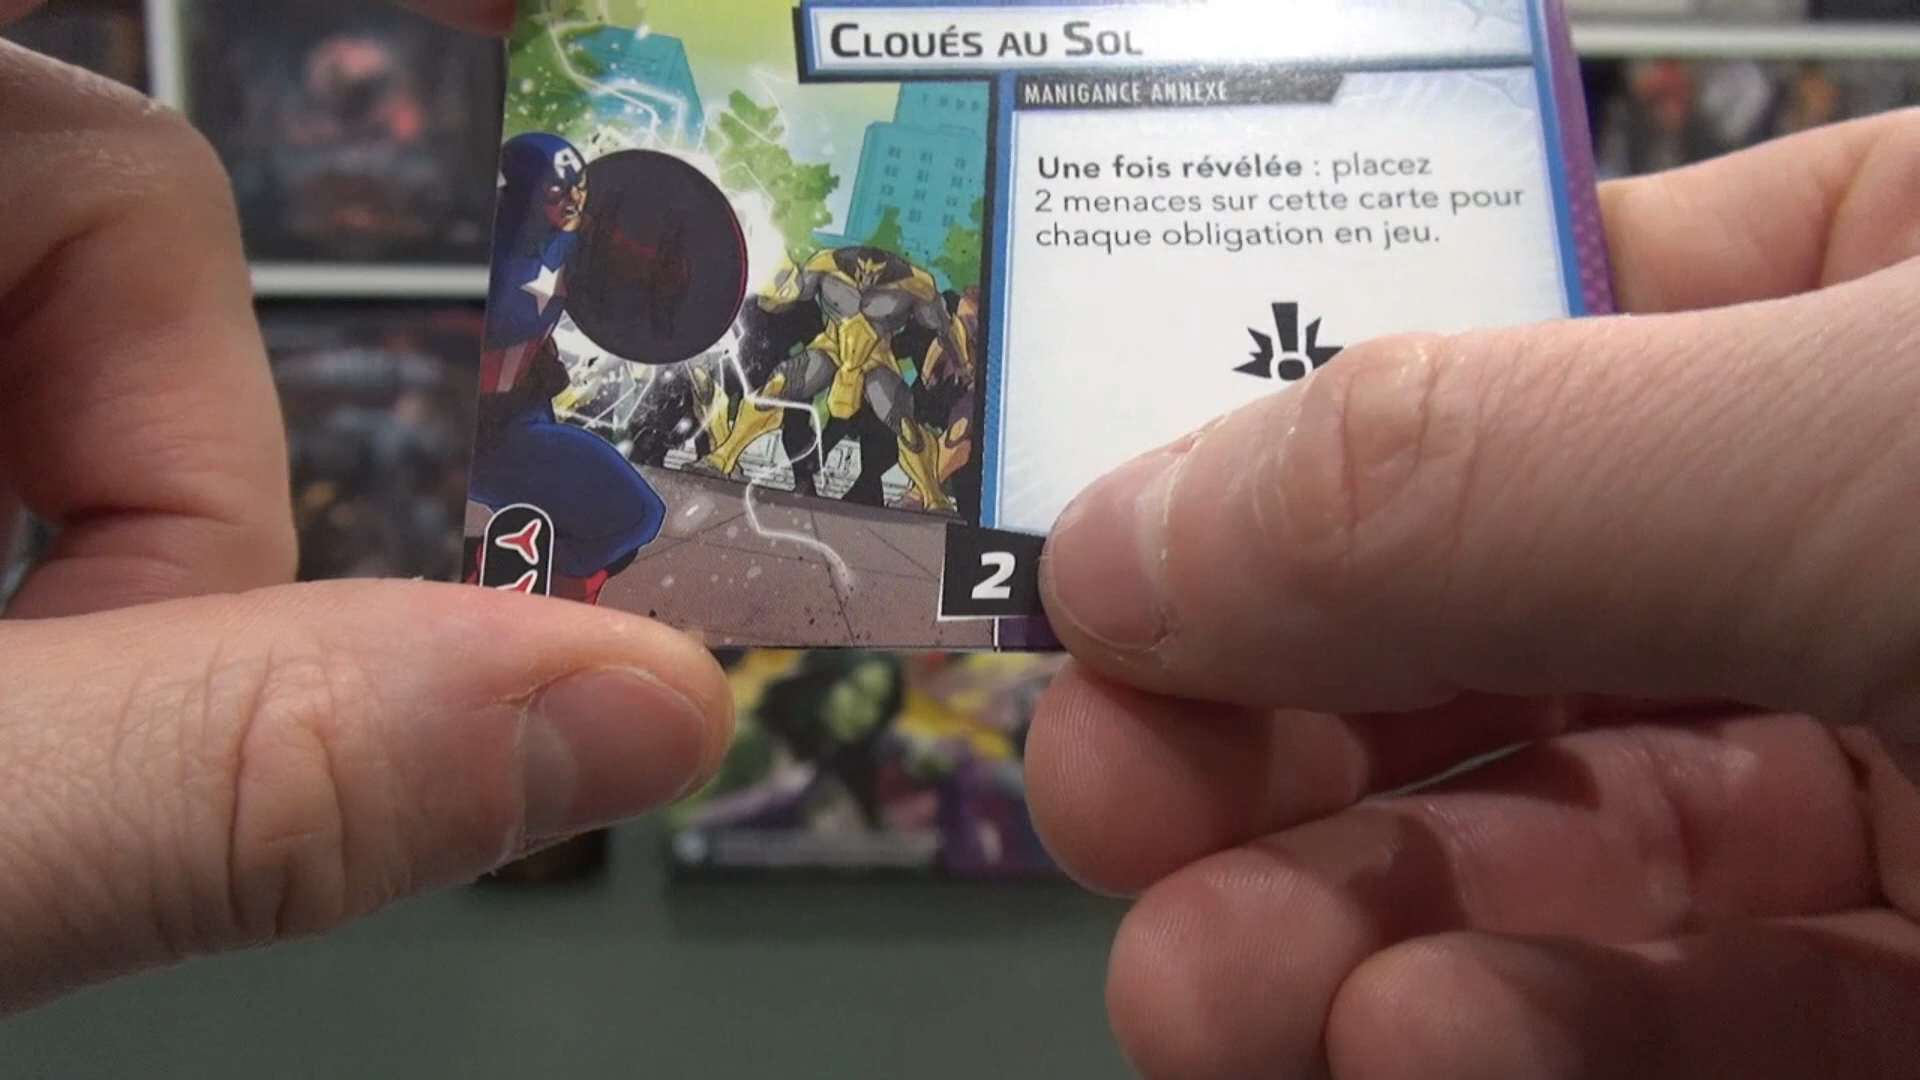 CLOUÉS AU SOL
MANIGANCE ANNEXE
Une fois révélée : placez
2 menaces sur cette carte pour
chaque obligation en jeu.
2